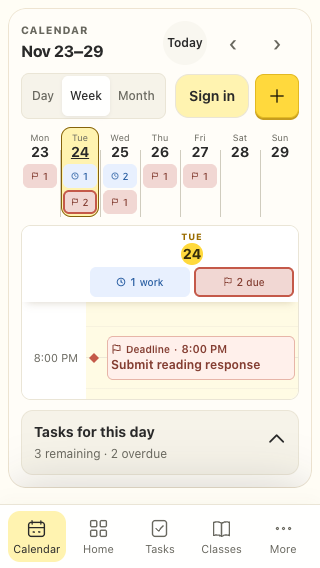 CALENDAR
Nov 23–29
Today
Day Week Month
Sign in
Mon Tue Wed Thu Fri Sat Sun
23 24 25 26 27 28 29
1 1 2 1 1
2 1
TUE
24
1 work 2 due
8:00 PM
Deadline · 8:00 PM
Submit reading response
Tasks for this day
3 remaining · 2 overdue
Calendar Home Tasks Classes More